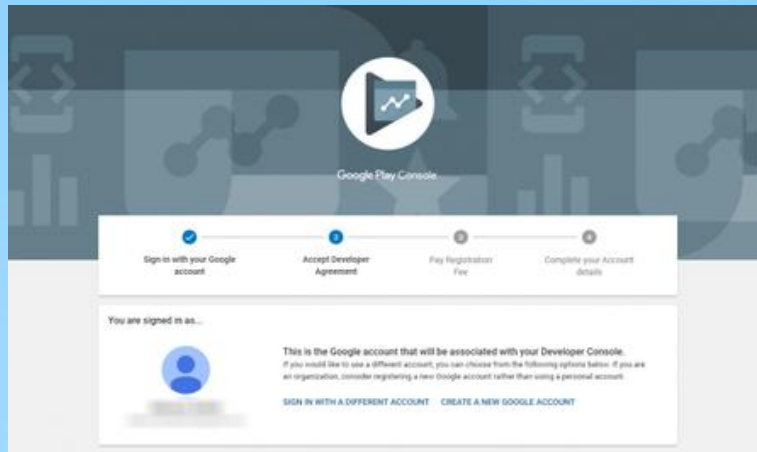 Google Play Console
Sign-in with your Google
account
2
Accept Developer
Agreement
3
Pay Registration
Fee
4
Complete your Account
details
You are signed in as...
This is the Google account that will be associated with your Developer Console.
If you would like to use a different account, you can choose from the following options below. If you are
an organization, consider registering a new Google account rather than using a personal account.
SIGN IN WITH A DIFFERENT ACCOUNT
CREATE A NEW GOOGLE ACCOUNT